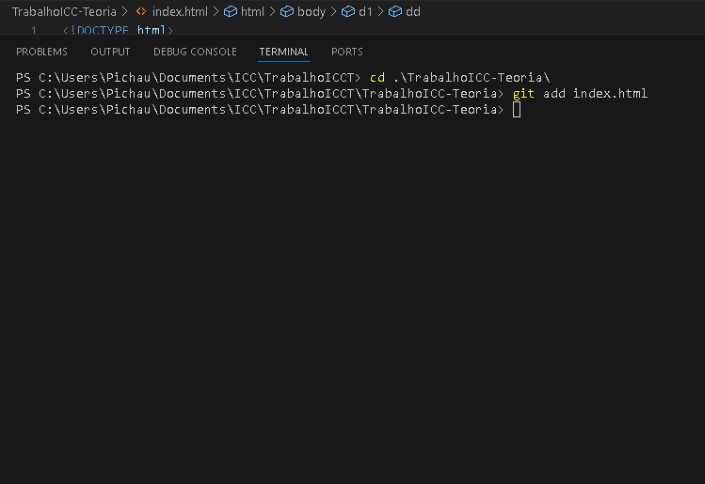 TrabalhoICC-Teoria > <> index.html > html > body > d1 > dd
1 <!DOCTYPE html>
PROBLEMS OUTPUT DEBUG CONSOLE TERMINAL PORTS
PS C:\Users\Pichau\Documents\ICC\TrabalhoICCT> cd .\TrabalhoICC-Teoria\
PS C:\Users\Pichau\Documents\ICC\TrabalhoICCT\TrabalhoICC-Teoria> git add index.html
PS C:\Users\Pichau\Documents\ICC\TrabalhoICCT\TrabalhoICC-Teoria>